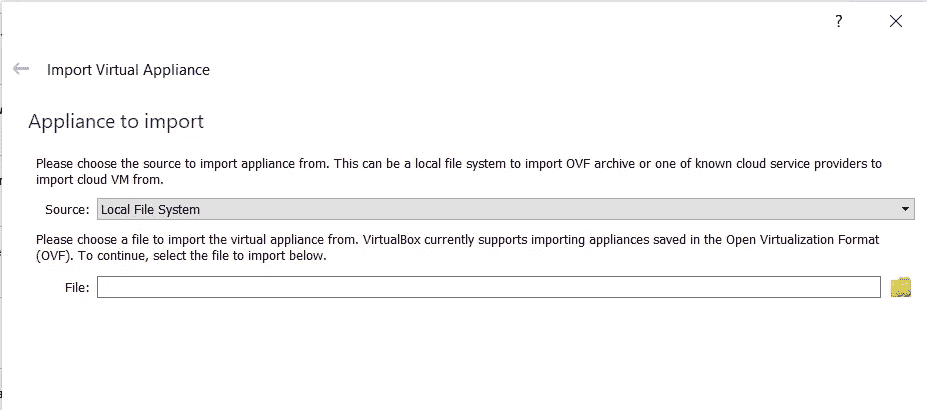 ?
Import Virtual Appliance
Appliance to import
Please choose the source to import appliance from. This can be a local file system to import OVF archive or one of known cloud service providers to
import cloud VM from.
Source: Local File System
Please choose a file to import the virtual appliance from. VirtualBox currently supports importing appliances saved in the Open Virtualization Format
(OVF). To continue, select the file to import below.
File: